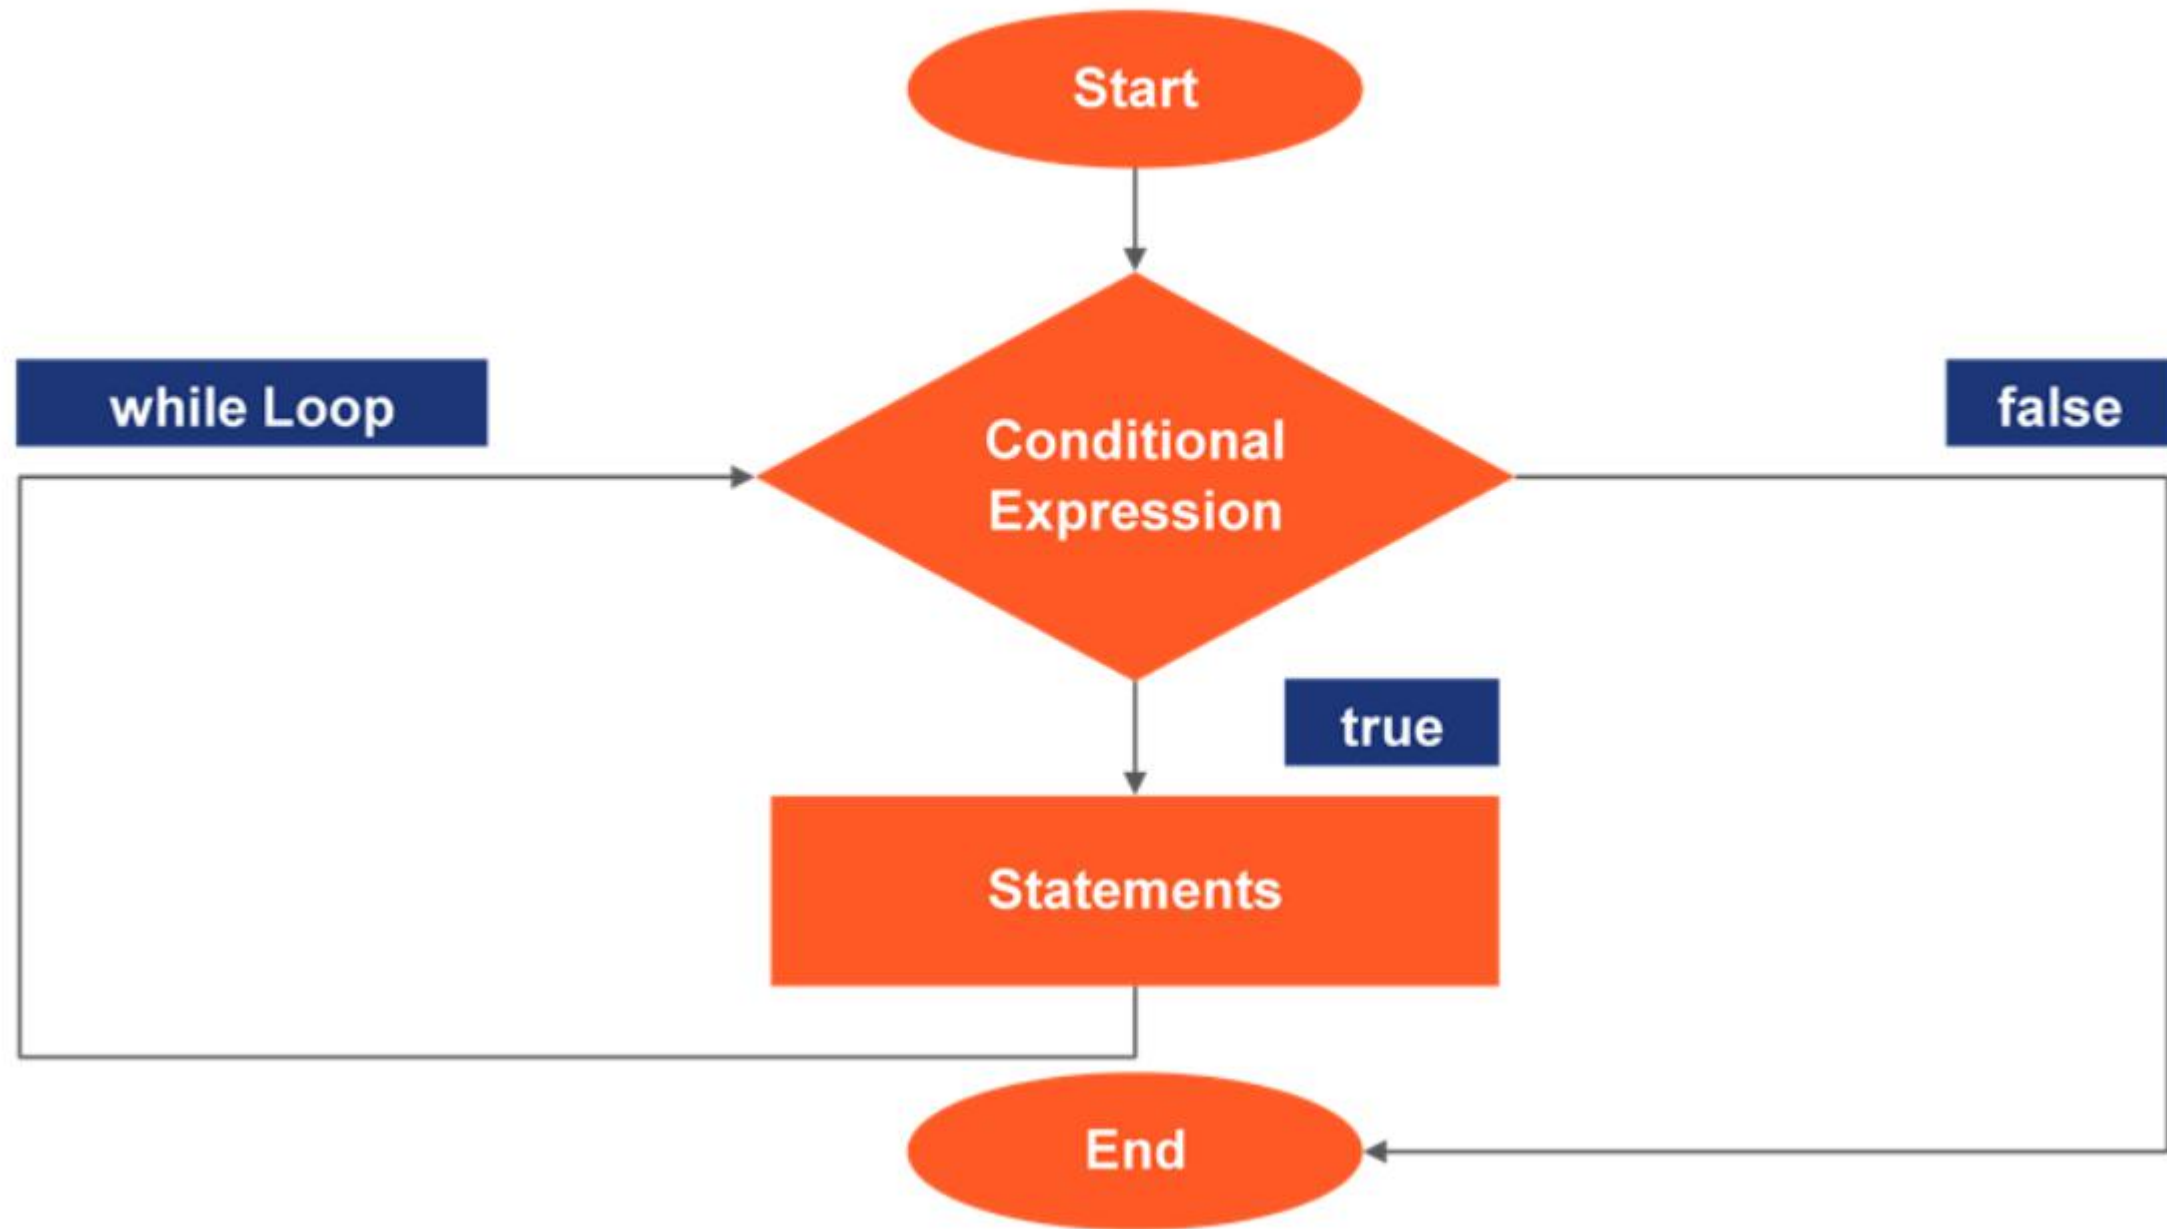 Start
while Loop
Conditional
Expression
false
true
Statements
End